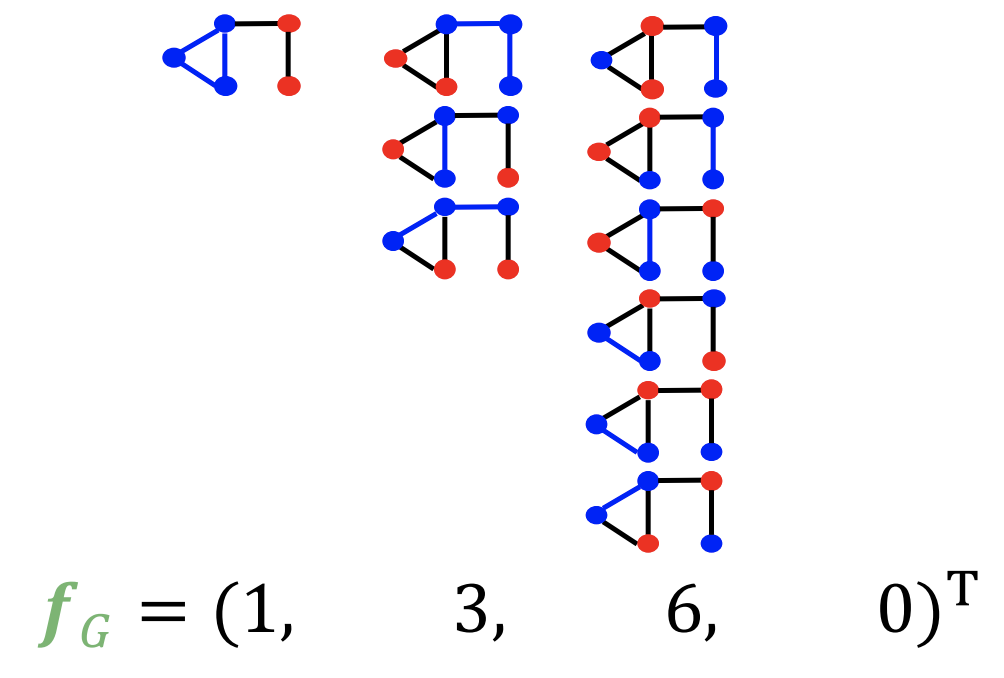 f_G = (1, 3, 6, 0)^T